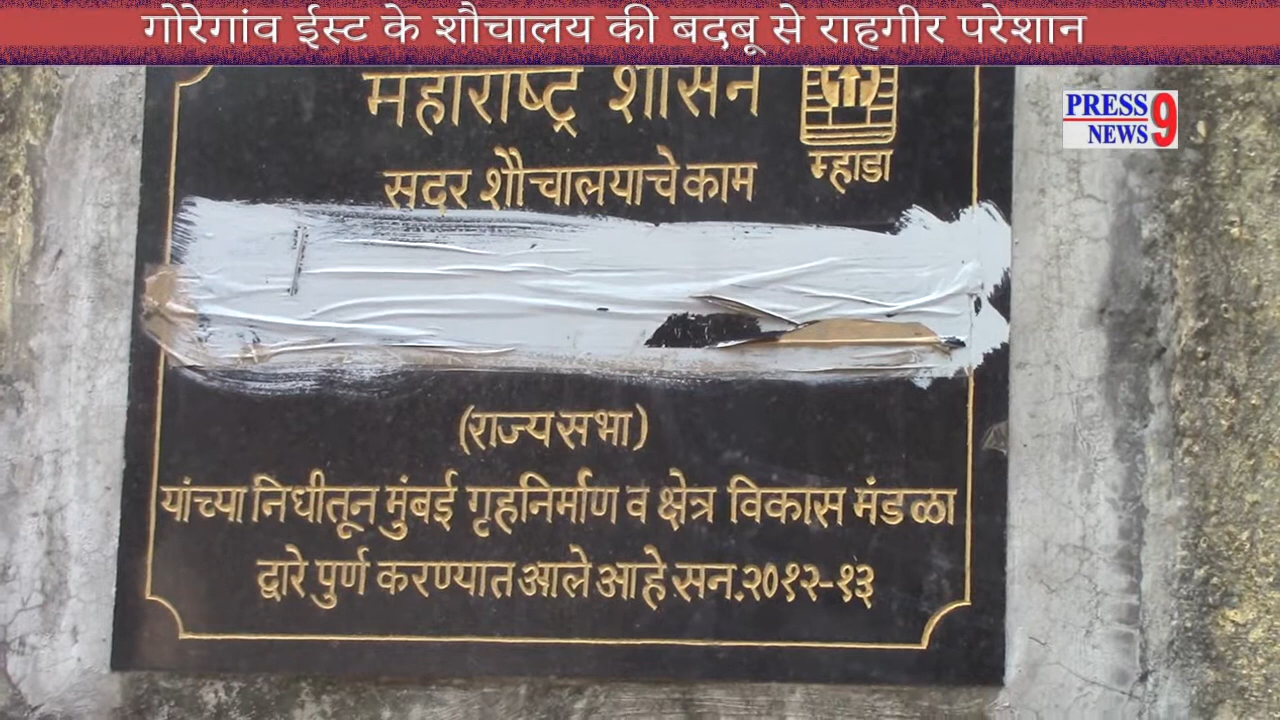 गोरेगांव ईस्ट के शौचालय की बदबू से राहगीर परेशान
महाराष्ट्र शासन
म्हाडा
सदर शौचालयाचे काम
PRESS
NEWS 9
(राज्यसभा)
यांच्या निधीतून मुंबई गृहनिर्माण व क्षेत्र विकास मंडळा
द्वारे पुर्ण करण्यात आले आहे.सन.२०१२-१३